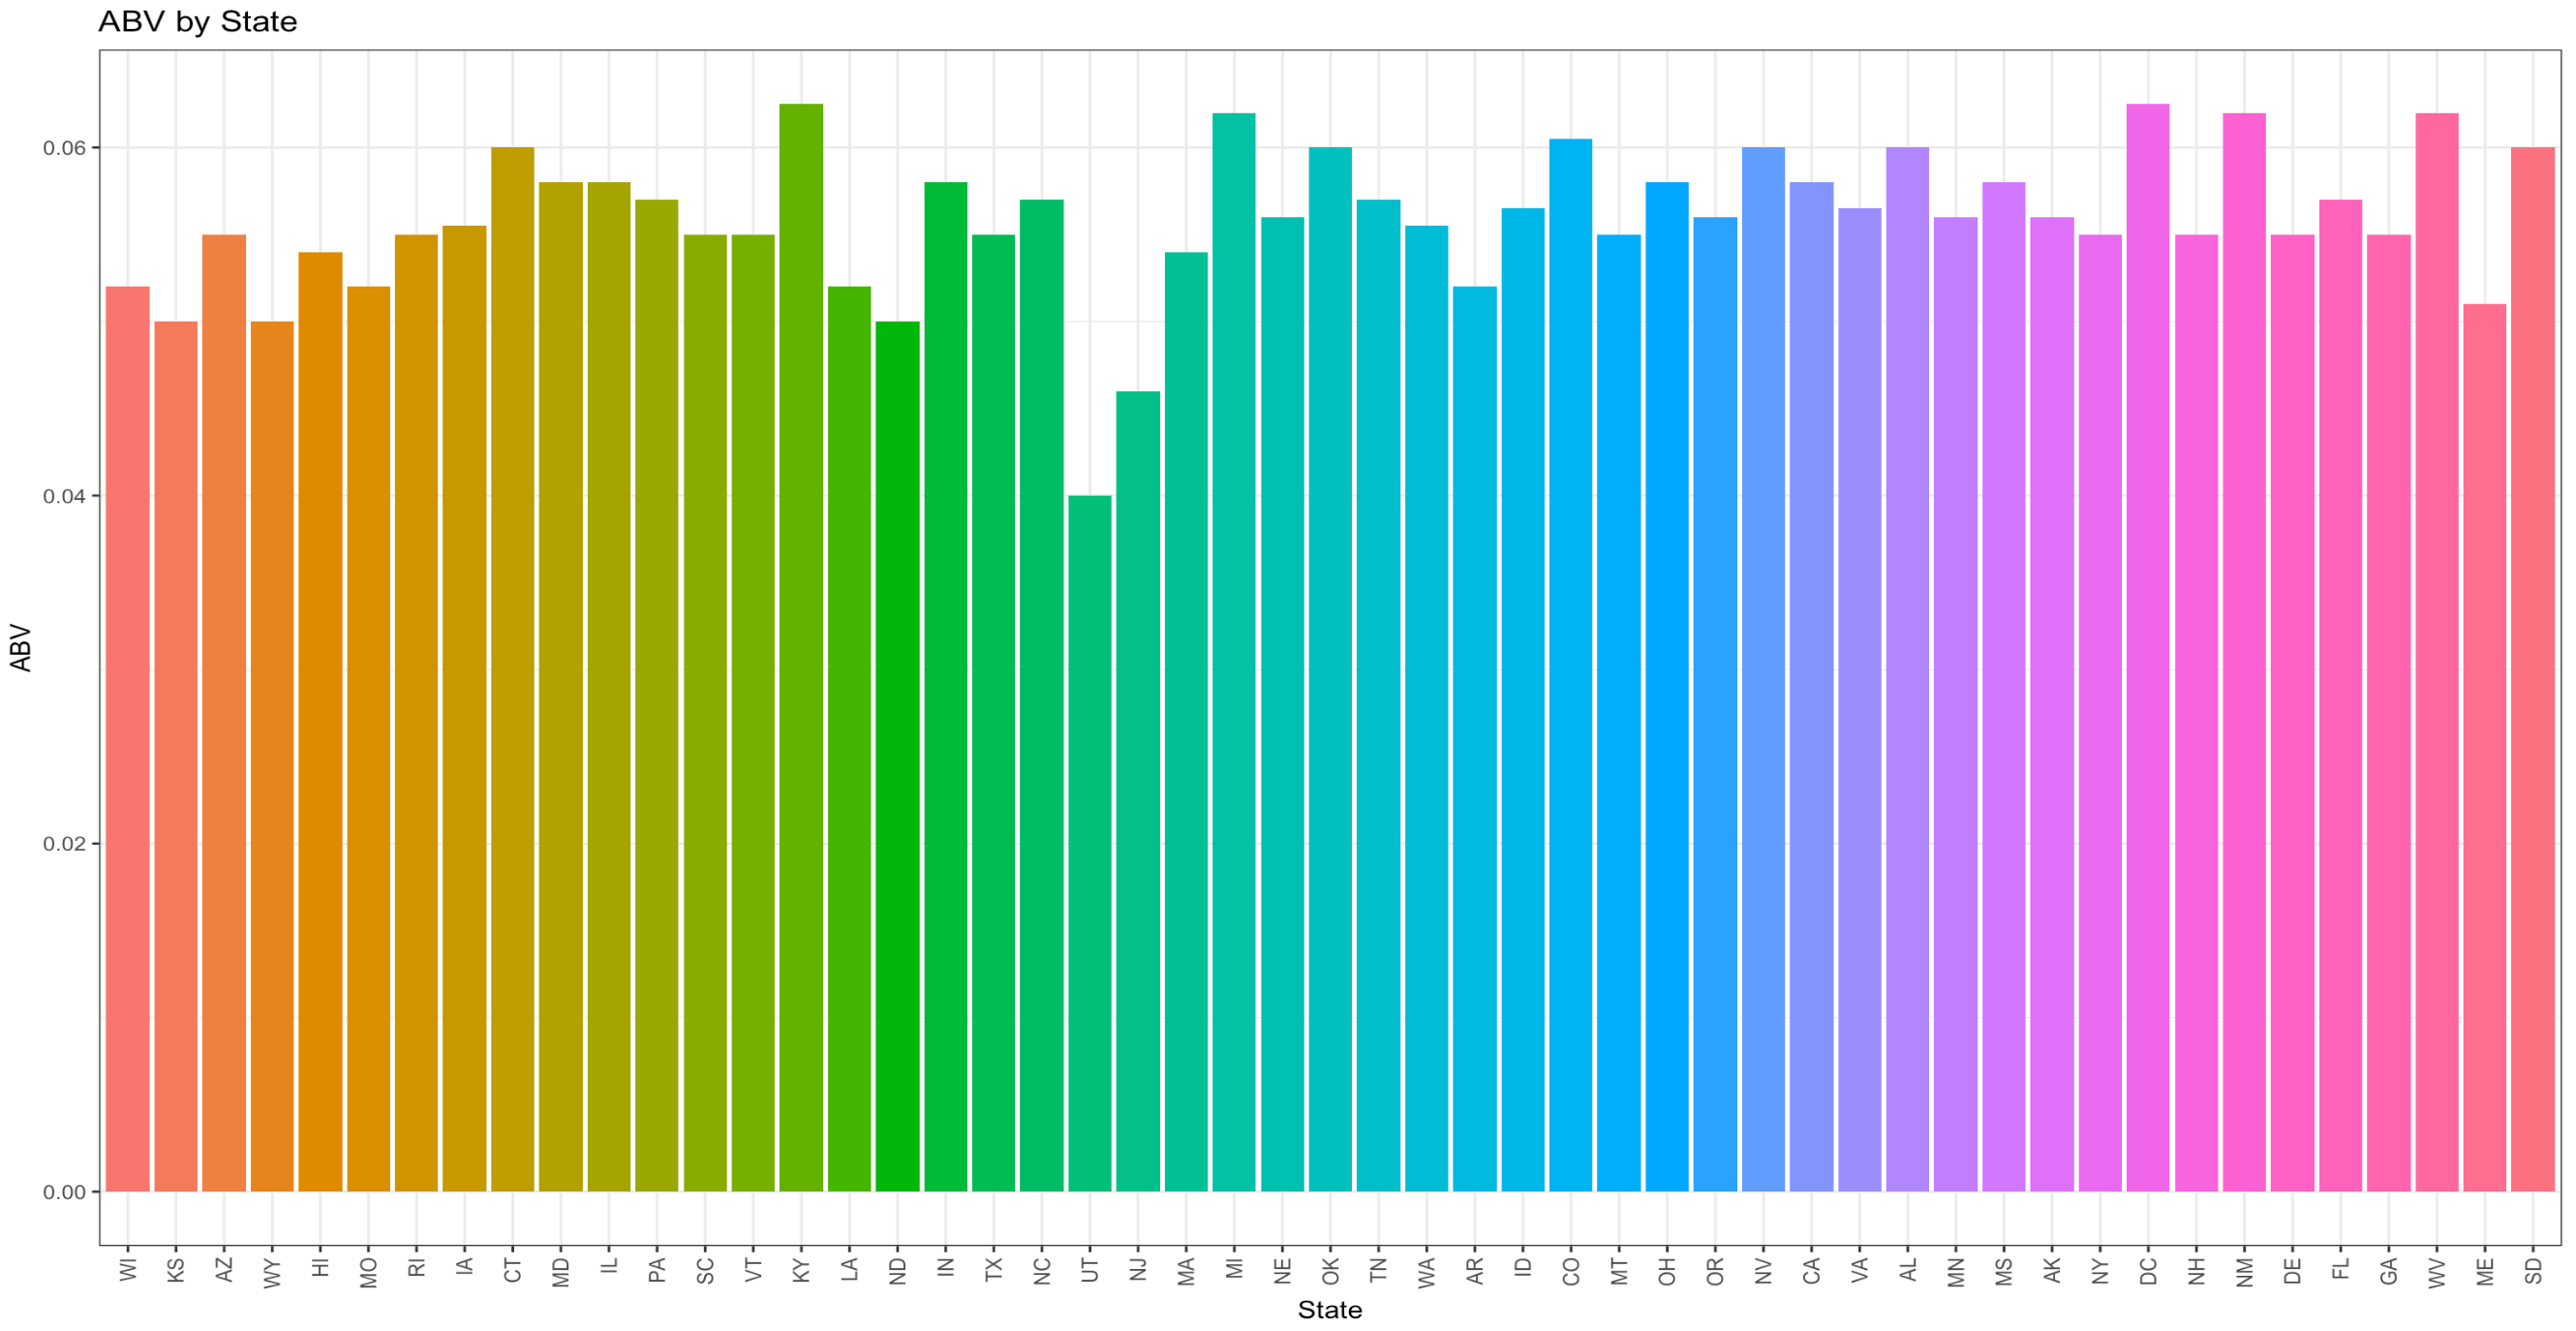 ABV by State
ABV
0.06
0.04
0.02
0.00
WI KS AZ WY HI MO RI IA CT MD IL PA SC VT KY LA ND IN TX NC UT NJ MA MI NE OK TN WA AR ID CO MT OH OR NV CA VA AL MN MS AK NY DC NH NM DE FL GA WV ME SD
State